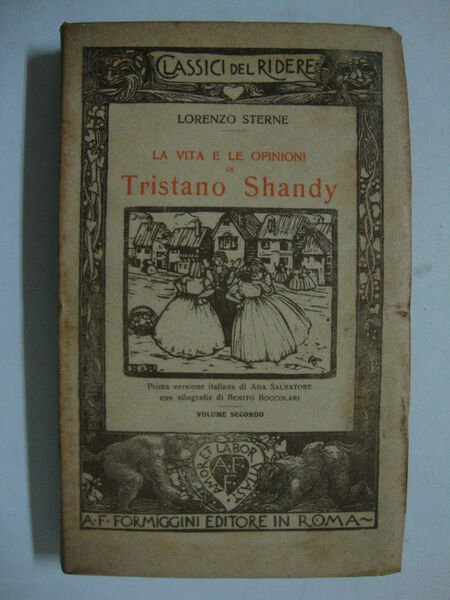 CLASSICI DEL RIDERE
LORENZO STERNE
LA VITA E LE OPINIONI
DI
Tristano Shandy
Prima versione italiana di ADA SALVATORE
con silografie di BENITO BOCCOLARI
VOLUME SECONDO
AMOR ET LABOR VITAST
A.F.F.
A·F·FORMIGGINI EDITORE IN ROMA